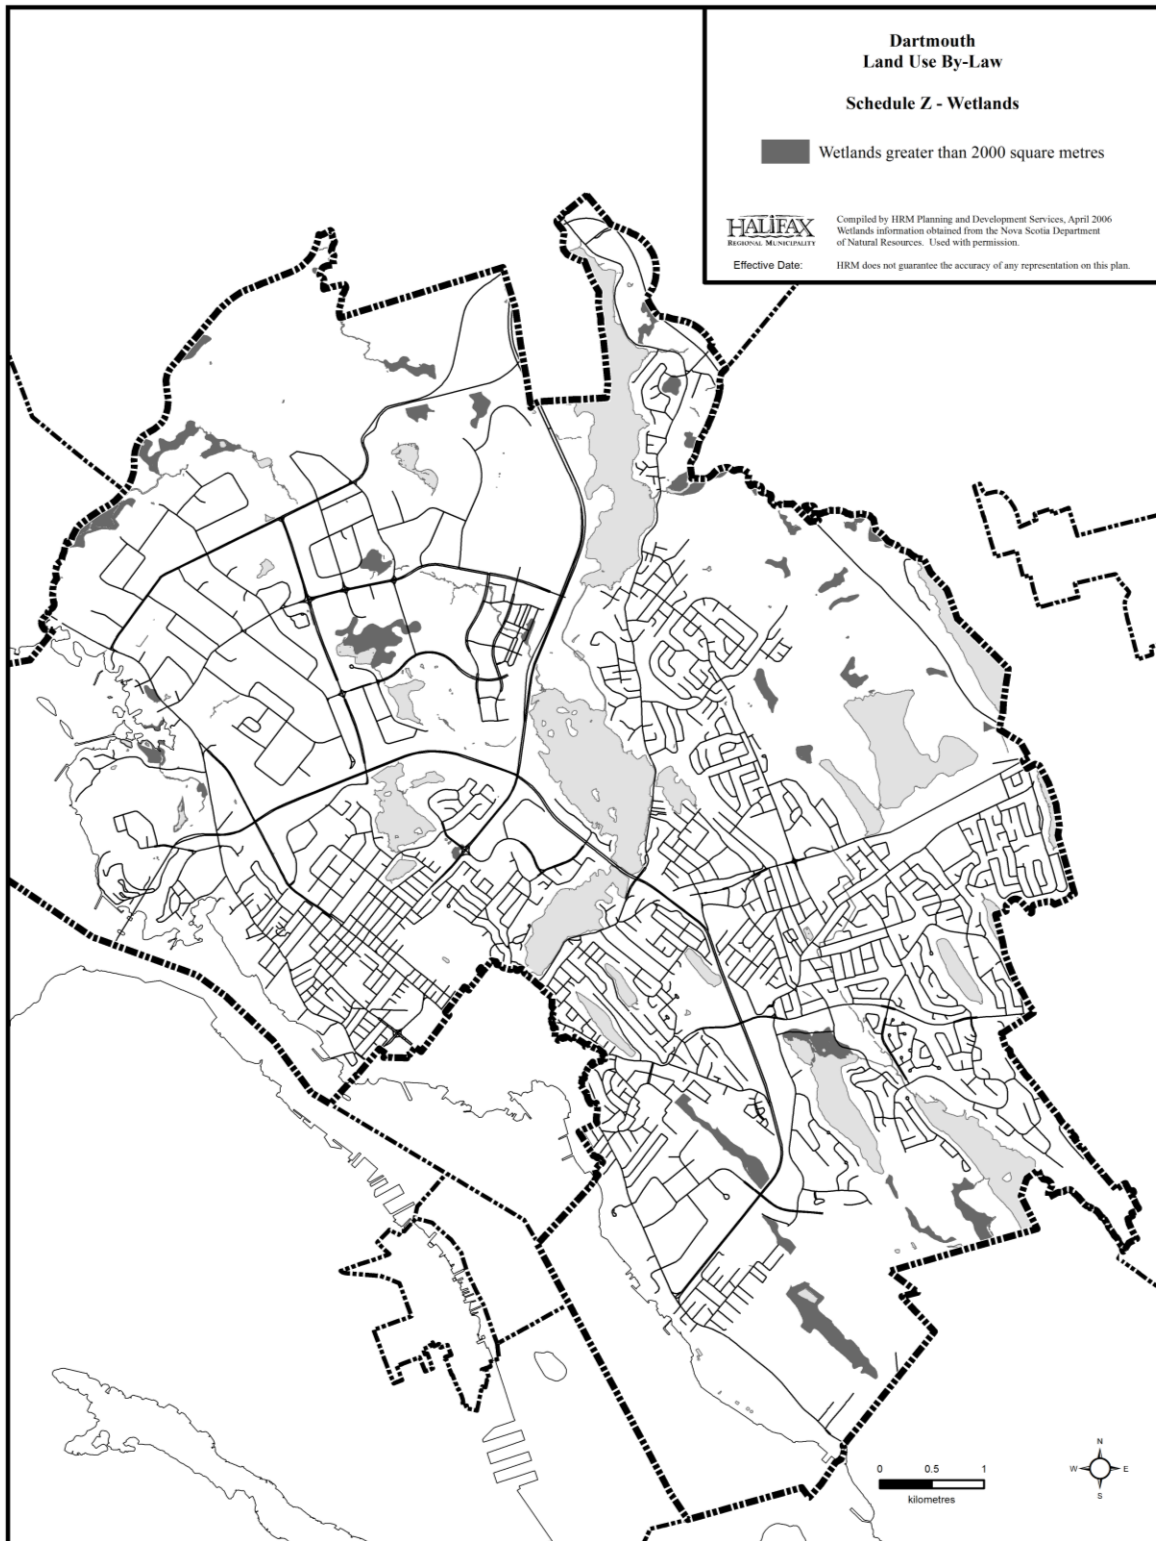 Dartmouth
Land Use By-Law
Schedule Z - Wetlands
Wetlands greater than 2000 square metres
HALIFAX
REGIONAL MUNICIPALITY
Compiled by HRM Planning and Development Services, April 2006
Wetlands information obtained from the Nova Scotia Department
of Natural Resources. Used with permission.
Effective Date:
HRM does not guarantee the accuracy of any representation on this plan.
0 0.5 1
kilometres
N
W E
S